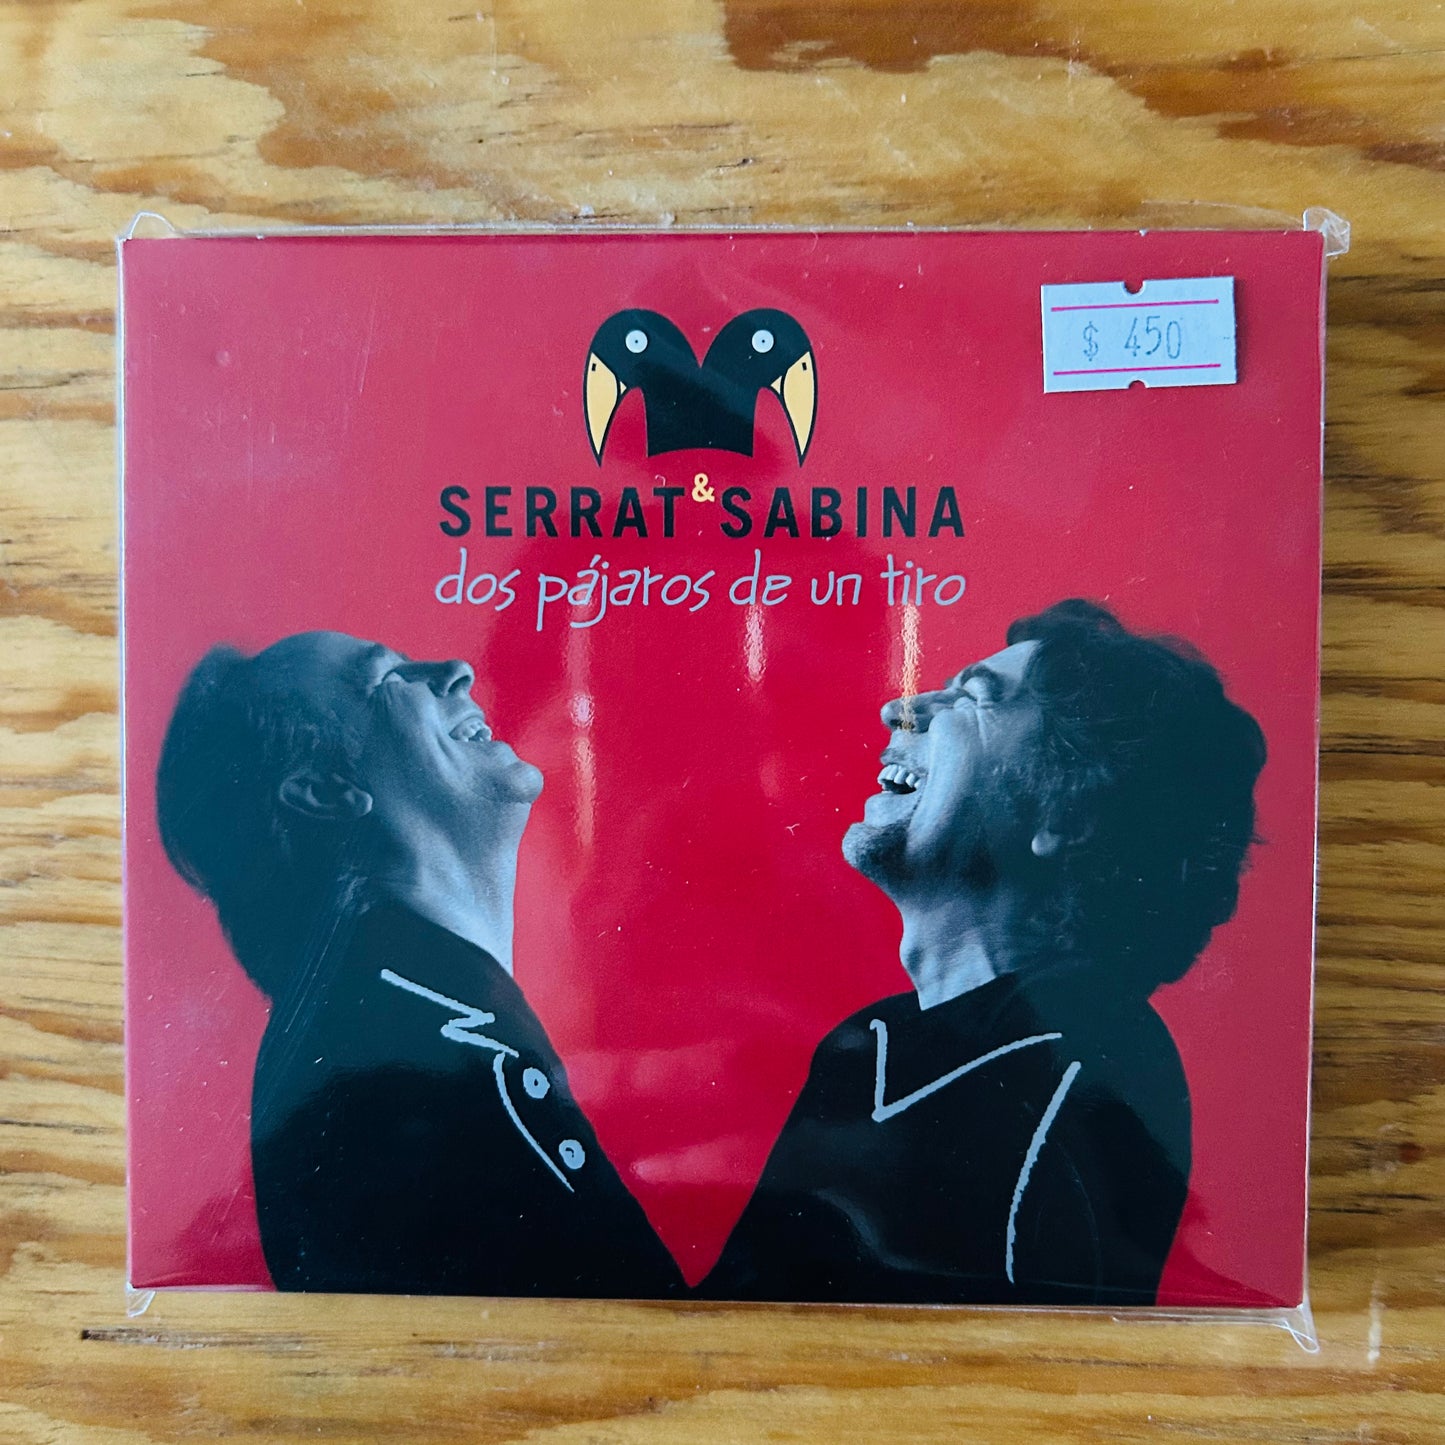 $ 450
SERRAT & SABINA
dos pájaros de un tiro